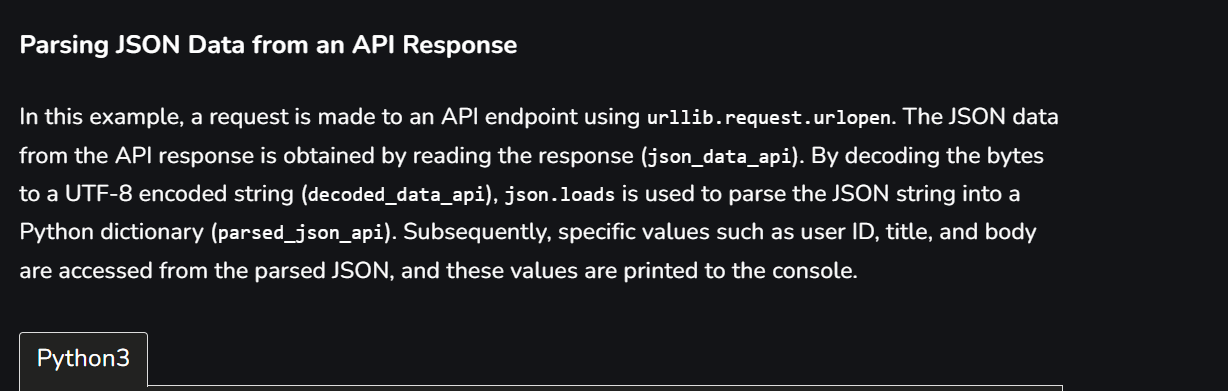 Parsing JSON Data from an API Response
In this example, a request is made to an API endpoint using urllib.request.urlopen. The JSON data
from the API response is obtained by reading the response (json_data_api). By decoding the bytes
to a UTF-8 encoded string (decoded_data_api), json.loads is used to parse the JSON string into a
Python dictionary (parsed_json_api). Subsequently, specific values such as user ID, title, and body
are accessed from the parsed JSON, and these values are printed to the console.
Python3